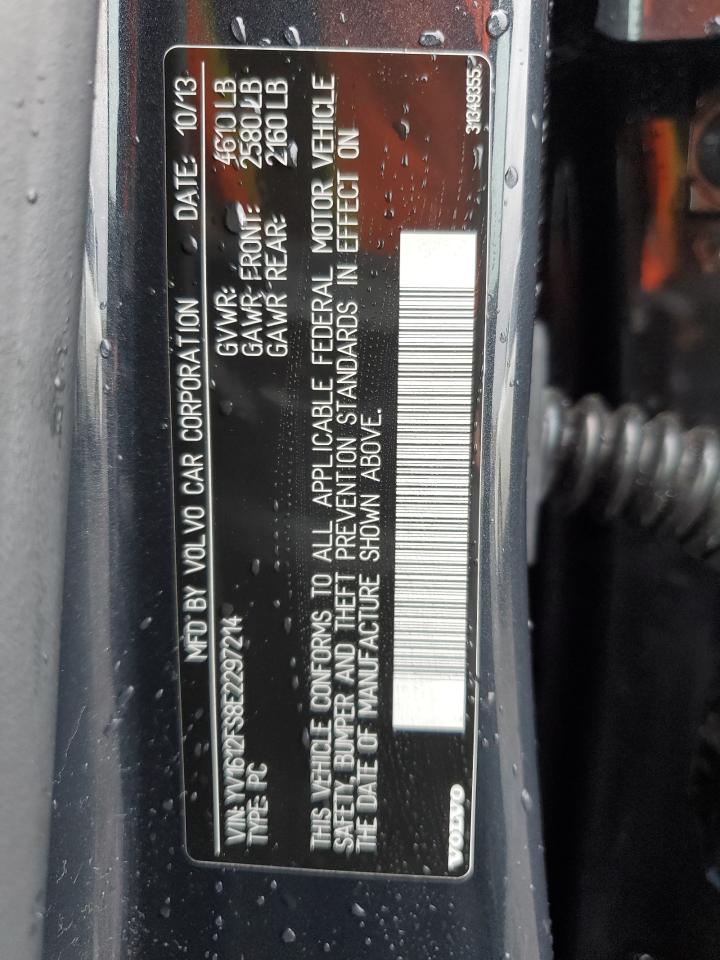 MFD BY VOLVO CAR CORPORATION DATE: 10/13
GVWR: 4610 LB
GAWR FRONT: 2580 LB
GAWR REAR: 2160 LB
VIN: YV1612FS8E2297214
TYPE: PC
THIS VEHICLE CONFORMS TO ALL APPLICABLE FEDERAL MOTOR VEHICLE
SAFETY, BUMPER AND THEFT PREVENTION STANDARDS IN EFFECT ON
THE DATE OF MANUFACTURE SHOWN ABOVE.
VOLVO
31349355